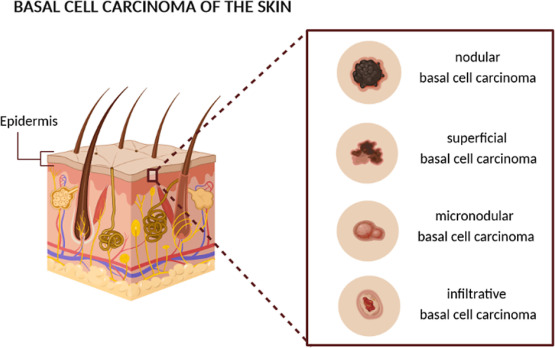 BASAL CELL CARCINOMA OF THE SKIN
Epidermis
nodular
basal cell carcinoma
superficial
basal cell carcinoma
micronodular
basal cell carcinoma
infiltrative
basal cell carcinoma